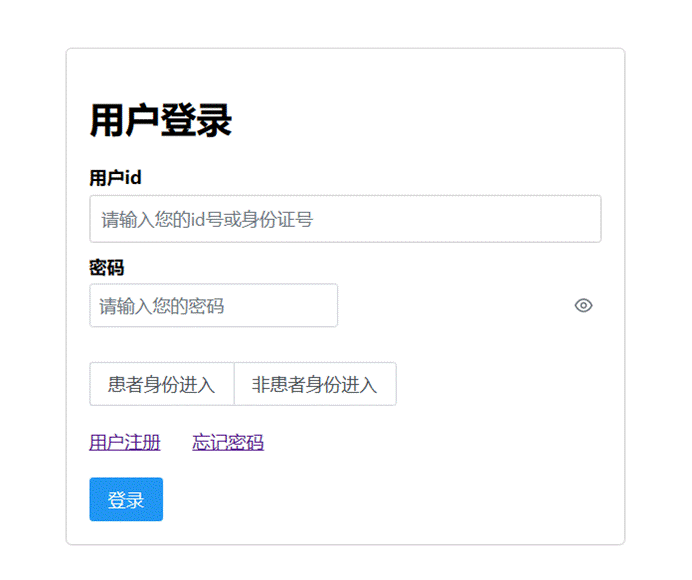 用户登录
用户id
请输入您的id号或身份证号
密码
请输入您的密码
患者身份进入 非患者身份进入
用户注册 忘记密码
登录